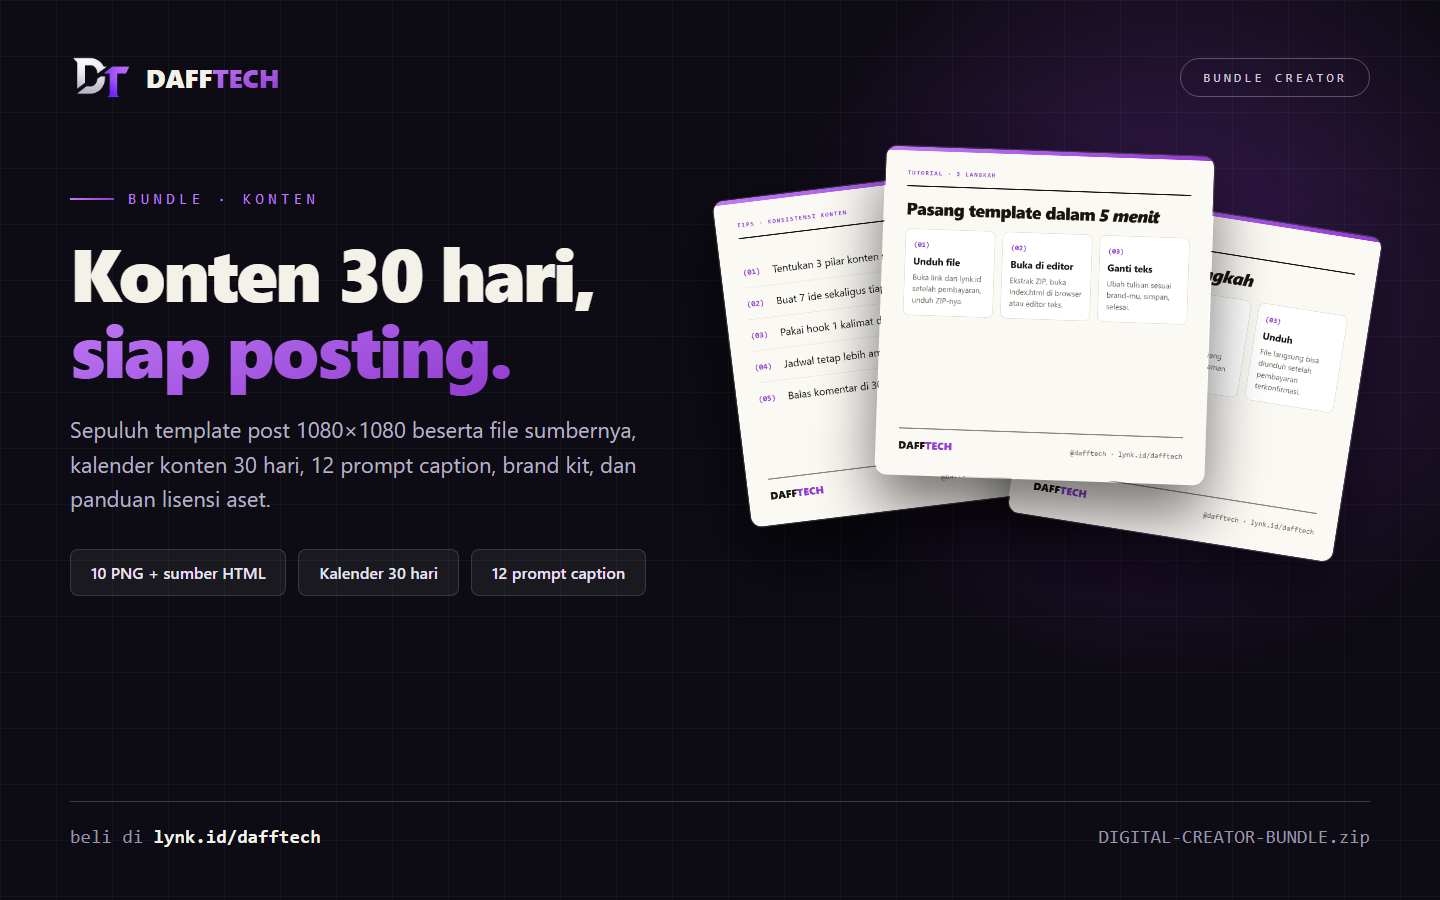 DAFFTECH
BUNDLE CREATOR
BUNDLE · KONTEN
Konten 30 hari,
siap posting.
Sepuluh template post 1080×1080 beserta file sumbernya,
kalender konten 30 hari, 12 prompt caption, brand kit, dan
panduan lisensi aset.
10 PNG + sumber HTML
Kalender 30 hari
12 prompt caption
TIPS · KONSISTENSI KONTEN
(01) Tentukan 3 pilar konten
(02) Buat 7 ide sekaligus
(03) Pakai hook 1 kalimat
(04) Jadwal tetap lebih
(05) Balas komentar di
DAFFTECH
TUTORIAL · 3 LANGKAH
Pasang template dalam 5 menit
(01)
Unduh file
Buka link dari lynk.id
setelah pembayaran,
unduh ZIP-nya.
(02)
Buka di editor
Ekstrak ZIP, buka
index.html di browser
atau editor teks.
(03)
Ganti teks
Ubah tulisan sesuai
brand-mu, simpan,
selesai.
DAFFTECH
@dafftech · lynk.id/dafftech
(03)
Unduh
File langsung bisa
diunduh setelah
pembayaran
terkonfirmasi.
DAFFTECH
@dafftech · lynk.id/dafftech
beli di lynk.id/dafftech
DIGITAL-CREATOR-BUNDLE.zip